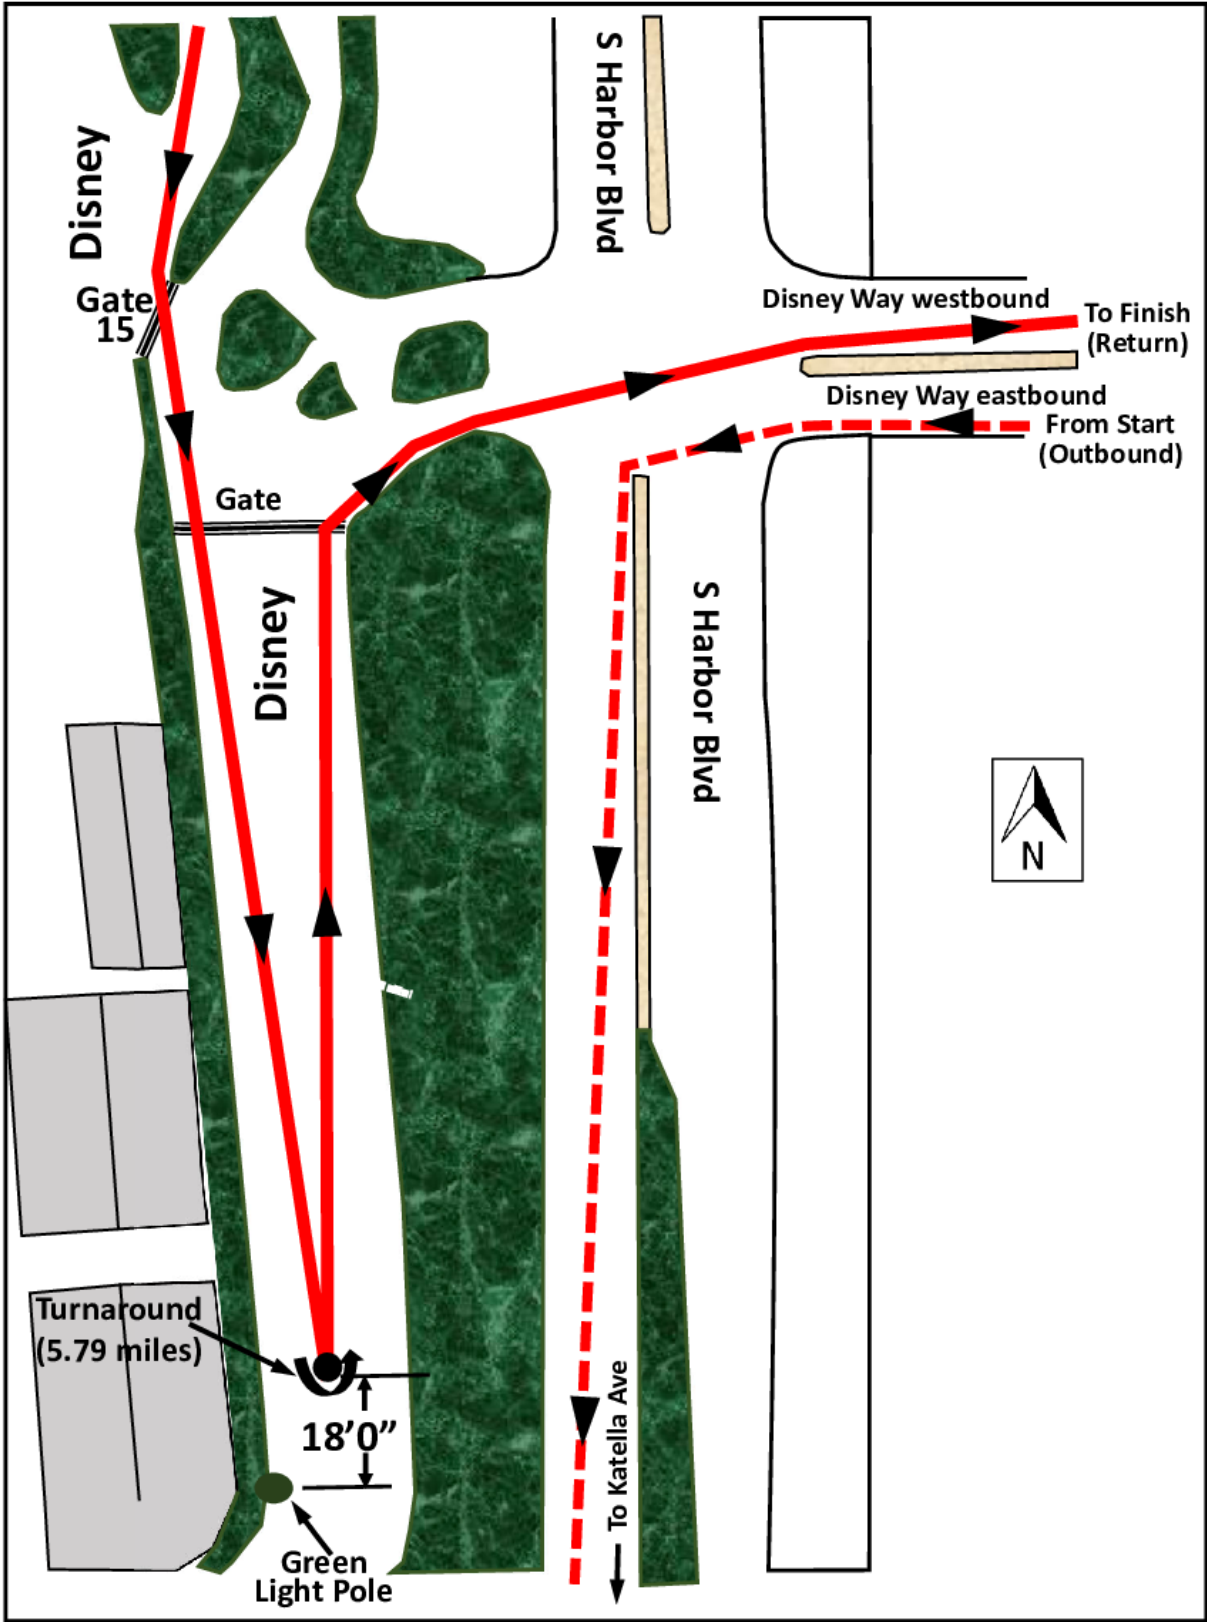 S Harbor Blvd
Disney
Gate
15
Disney Way westbound
To Finish
(Return)
Disney Way eastbound
From Start
(Outbound)
Gate
Disney
S Harbor Blvd
N
Turnaround
(5.79 miles)
18’0”
To Katella Ave
Green
Light Pole